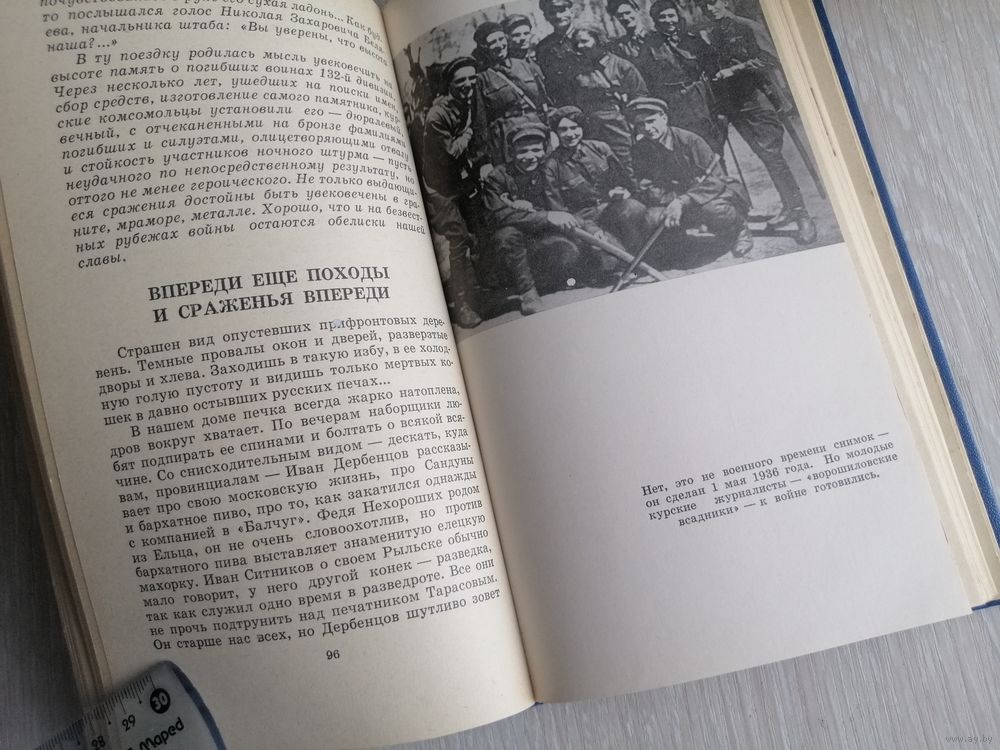 то послышался голос Николая Захаровича Беля-
ева, начальника штаба: «Вы уверены, что высота
наша?...»
В ту поездку родилась мысль увековечить на
высоте память о погибших воинах 132-й дивизии.
Через несколько лет, ушедших на поиски имен,
сбор средств, изготовление самого памятника, кур-
ские комсомольцы установили его — дюралевый,
вечный, с отчеканенными на бронзе фамилиями
погибших и силуэтами, олицетворяющими отвагу
и стойкость участников ночного штурма — пусть
неудачного по непосредственному результату, но
оттого не менее героического. Не только выдающи-
еся сражения достойны быть увековечены в гра-
ните, мраморе, металле. Хорошо, что и на безвест-
ных рубежах войны остаются обелиски нашей
славы.
ВПЕРЕДИ ЕЩЕ ПОХОДЫ
И СРАЖЕНЬЯ ВПЕРЕДИ
Страшен вид опустевших прифронтовых дере-
вень. Темные провалы окон и дверей, разверзтые
дворы и хлева. Заходишь в такую избу, в ее холод-
ную голую пустоту и видишь только мертвых ко-
шек в давно остывших русских печах...
В нашем доме печка всегда жарко натоплена,
дров вокруг хватает. По вечерам наборщики лю-
бят подпирать ее спинами и болтать о всякой вся-
чине. Со снисходительным видом — дескать, куда
вам, провинциалам — Иван Дербенцов рассказы-
вает про свою московскую жизнь, про Сандуны
и бархатное пиво, про то, как закатился однажды
с компанией в «Балчуг». Федя Нехороших родом
из Ельца, он не очень словоохотлив, но против
бархатного пива выставляет знаменитую елецкую
махорку. Иван Ситников о своем Рыльске обычно
мало говорит, у него другой конек — разведка,
так как служил одно время в разведроте. Все они
не прочь подтрунить над печатником Тарасовым.
Он старше нас всех, но Дербенцов шутливо зовет
96
Нет, это не военного времени снимок —
он сделан 1 мая 1936 года. Но молодые
курские журналисты — «ворошиловские
всадники» — к войне готовились.
28 29 30
Maped
www.ay.by